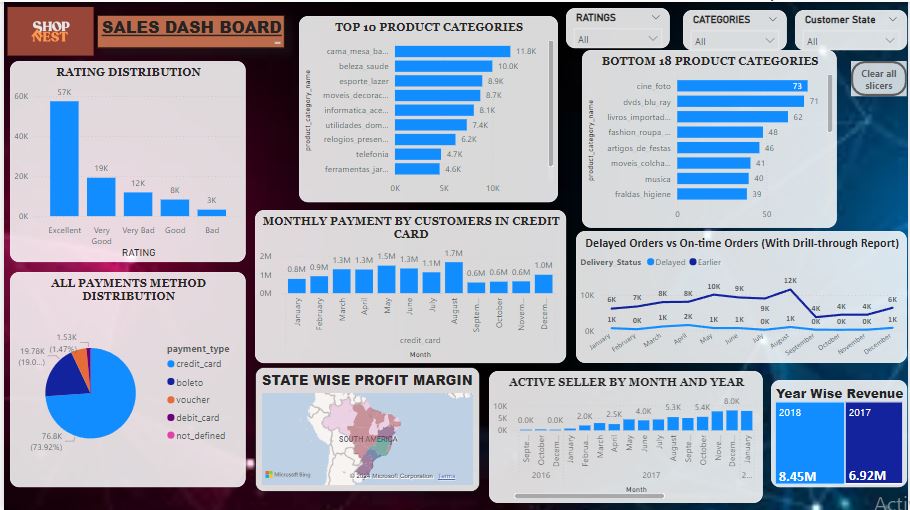 SHOP
NEST
SALES DASH BOARD
RATINGS
All
CATEGORIES
All
Customer State
All
Clear all
slicers
RATING DISTRIBUTION
60K
40K
20K
0K
57K
19K
12K
8K
3K
Excellent
Very
Good
Very Bad
Good
Bad
RATING
TOP 10 PRODUCT CATEGORIES
product_category_name
cama_mesa_ba...
11.8K
beleza_saude
10.0K
esporte_lazer
8.9K
moveis_decorac...
8.7K
informatica_ace...
8.1K
utilidades_dom...
7.4K
relogios_presen...
6.2K
telefonia
4.7K
ferramentas_jar...
4.6K
0K
5K
10K
BOTTOM 18 PRODUCT CATEGORIES
product_category_name
cine_foto
73
dvds_blu_ray
71
livros_importad...
62
fashion_roupa_...
48
artigos_de_festas
46
moveis_colcha...
41
musica
40
fraldas_higiene
39
0
50
MONTHLY PAYMENT BY CUSTOMERS IN CREDIT
CARD
2M
1M
0M
0.8M 0.9M 1.3M 1.3M 1.5M 1.3M 1.1M 1.7M 0.6M 0.6M 0.6M 1.0M
January February March April May June July August Septem... October Novem... Decem...
credit_card
Month
Delayed Orders vs On-time Orders (With Drill-through Report)
Delivery_Status Delayed Earlier
10K
0K
6K 7K 8K 8K 10K 9K 9K 12K 4K 4K 4K 6K
1K 0K 1K 2K 1K 1K 1K 0K 0K 0K 1K
January February March April May June July August September October November December
ALL PAYMENTS METHOD
DISTRIBUTION
1.53K
(1.47%)
19.78K
(19.0...)
76.8K
(73.92%)
payment_type
credit_card
boleto
voucher
debit_card
not_defined
STATE WISE PROFIT MARGIN
SOUTH AMERICA
Microsoft Bing
© 2024 Microsoft Corporation Terms
ACTIVE SELLER BY MONTH AND YEAR
10K
5K
0K
0.0K 0.0K 2.0K 2.5K 4.0K 5.3K 5.4K 8.0K
Septe... October Decem... January Februa... March April May June July August Septe... October Nove... Decem... January
2016 2017 2...
Month
Year Wise Revenue
2018
8.45M
2017
6.92M
Acti